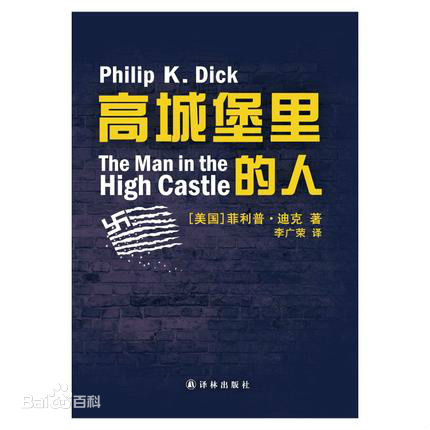 Philip K. Dick
高城堡里
The Man in the
High Castle 的人
[美国]菲利普·迪克 著
李广荣 译
译林出版社
Bai百科